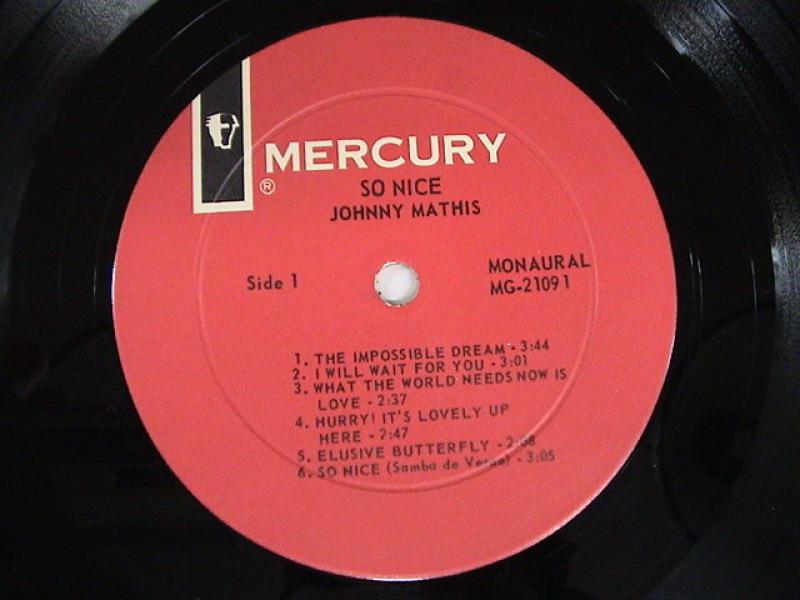 MERCURY
®
SO NICE
JOHNNY MATHIS
Side 1
MONAURAL
MG-21091
1. THE IMPOSSIBLE DREAM - 3:44
2. I WILL WAIT FOR YOU - 3:01
3. WHAT THE WORLD NEEDS NOW IS
LOVE - 2:37
4. HURRY! IT'S LOVELY UP
HERE - 2:47
5. ELUSIVE BUTTERFLY
6. SO NICE (Samba de Verao) - 3:05